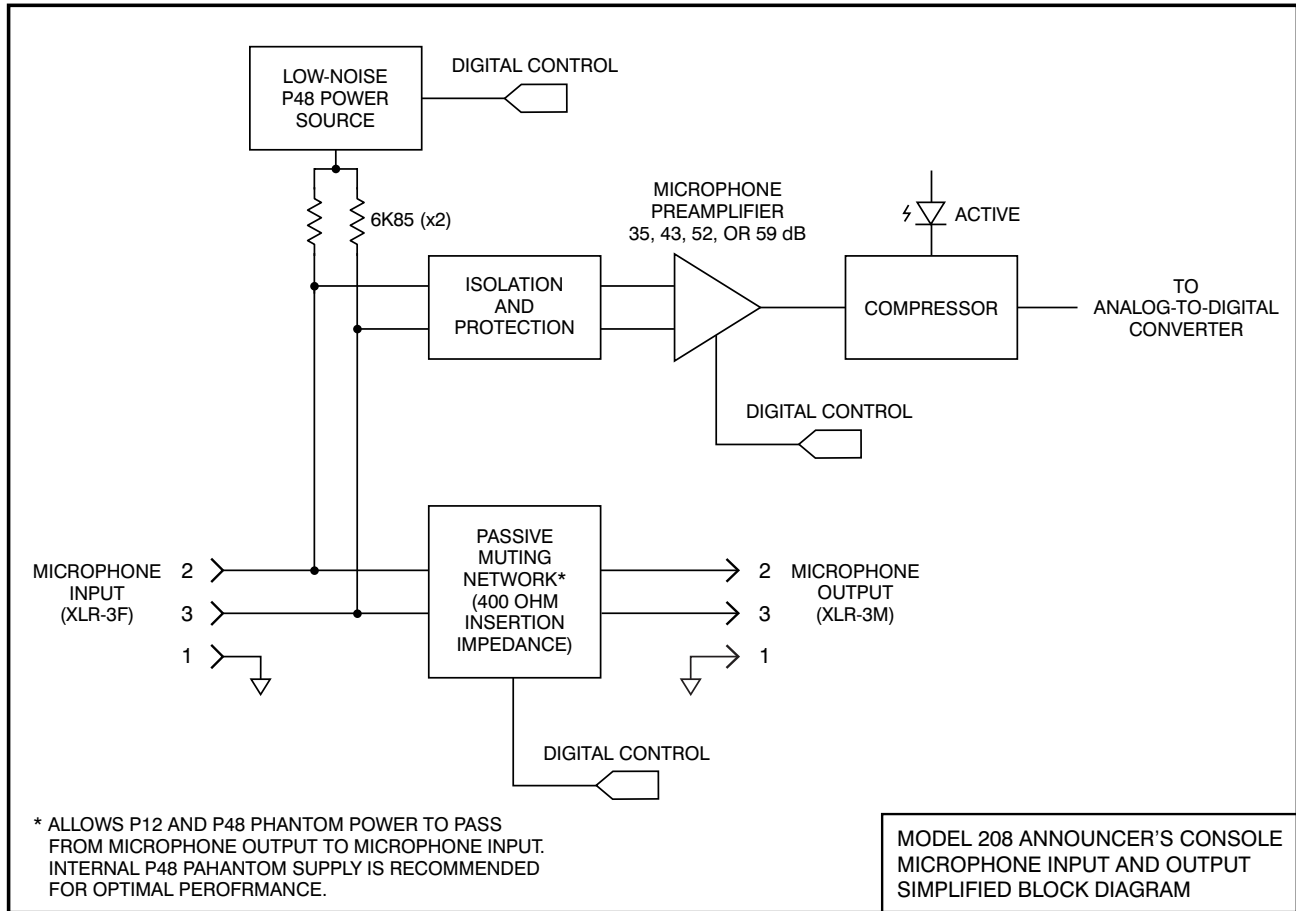 LOW-NOISE
P48 POWER
SOURCE
DIGITAL CONTROL
6K85 (x2)
MICROPHONE
PREAMPLIFIER
35, 43, 52, OR 59 dB
ACTIVE
ISOLATION
AND
PROTECTION
COMPRESSOR
TO
ANALOG-TO-DIGITAL
CONVERTER
DIGITAL CONTROL
MICROPHONE
INPUT
(XLR-3F)
2
3
1
PASSIVE
MUTING
NETWORK*
(400 OHM
INSERTION
IMPEDANCE)
2
3
1
MICROPHONE
OUTPUT
(XLR-3M)
DIGITAL CONTROL
* ALLOWS P12 AND P48 PHANTOM POWER TO PASS
FROM MICROPHONE OUTPUT TO MICROPHONE INPUT.
INTERNAL P48 PAHANTOM SUPPLY IS RECOMMENDED
FOR OPTIMAL PEROFRMANCE.
MODEL 208 ANNOUNCER'S CONSOLE
MICROPHONE INPUT AND OUTPUT
SIMPLIFIED BLOCK DIAGRAM